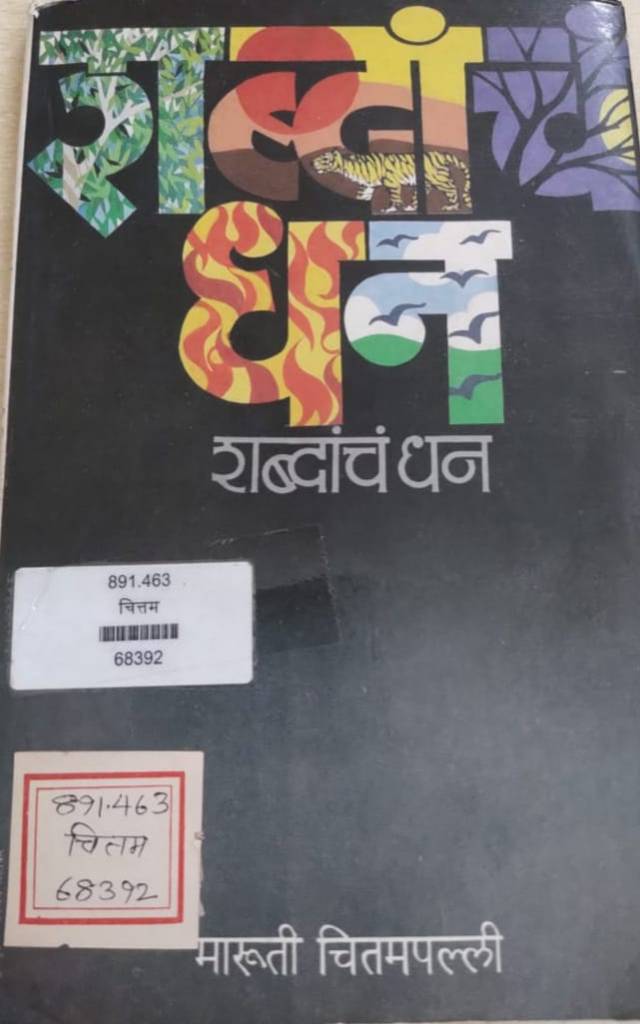 शब्दांचं
धन
शब्दांचं धन
891.463
चित्तम
68392
891.463
चितम
68392
मारूती चितमपल्ली